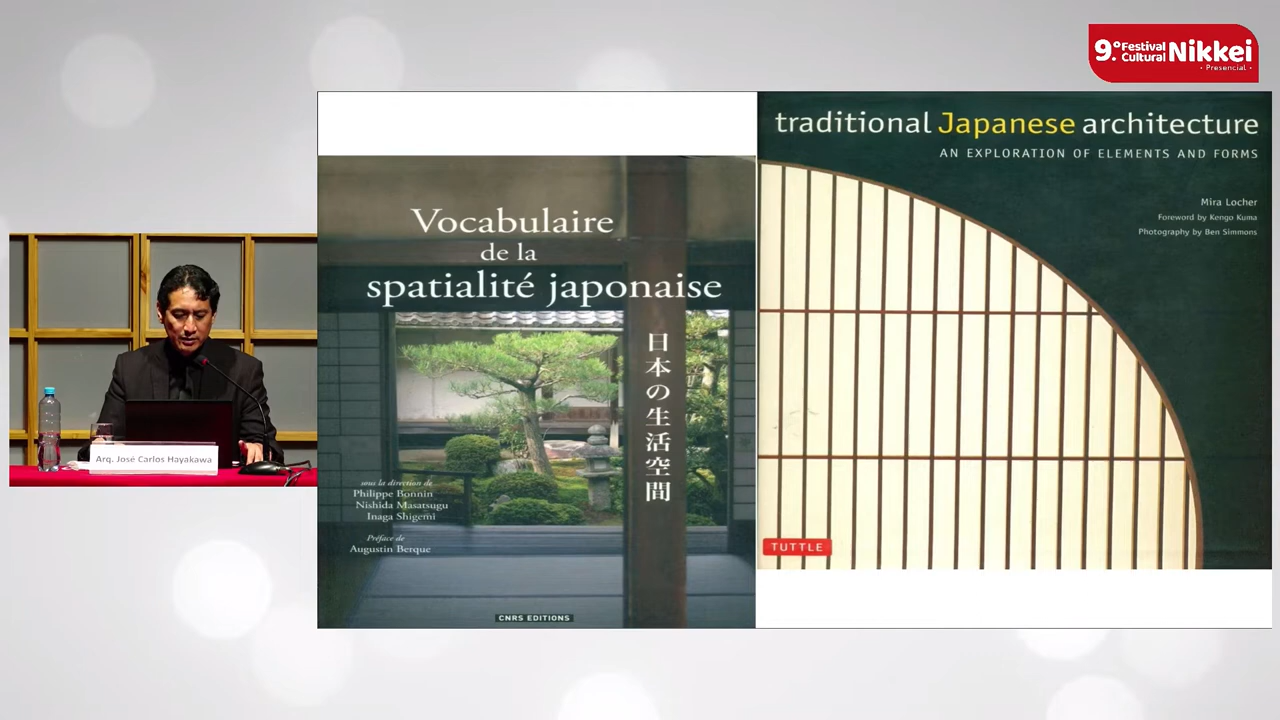 9.º Festival Cultural Nikkei
• Presencial •
Arq. José Carlos Hayakawa
Vocabulaire
de la
spatialité japonaise
日本の生活空間
sous la direction de
Philippe Bonnin
Nishida Masatsugu
Inaga Shigemi
Préface de
Augustin Berque
CNRS EDITIONS
traditional Japanese architecture
AN EXPLORATION OF ELEMENTS AND FORMS
Mira Locher
Foreword by Kengo Kuma
Photography by Ben Simmons
TUTTLE